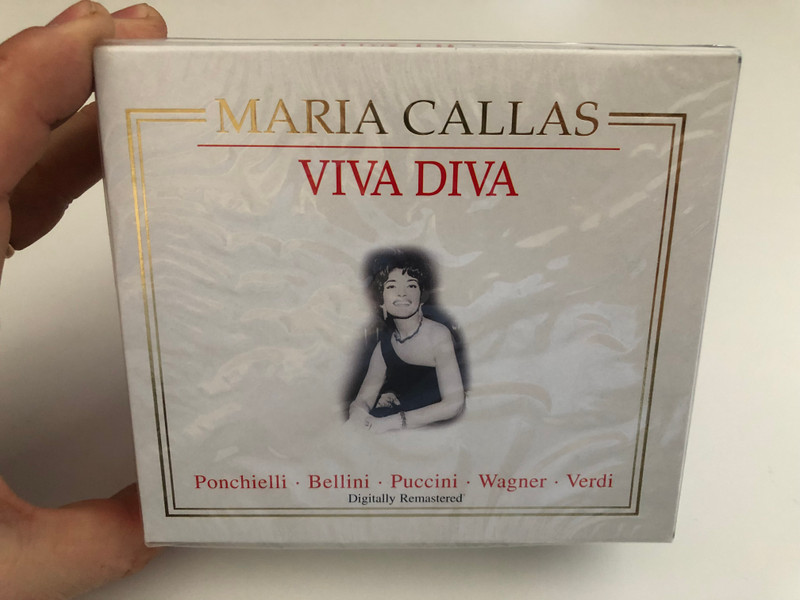 MARIA CALLAS
VIVA DIVA
Ponchielli · Bellini · Puccini · Wagner · Verdi
Digitally Remastered